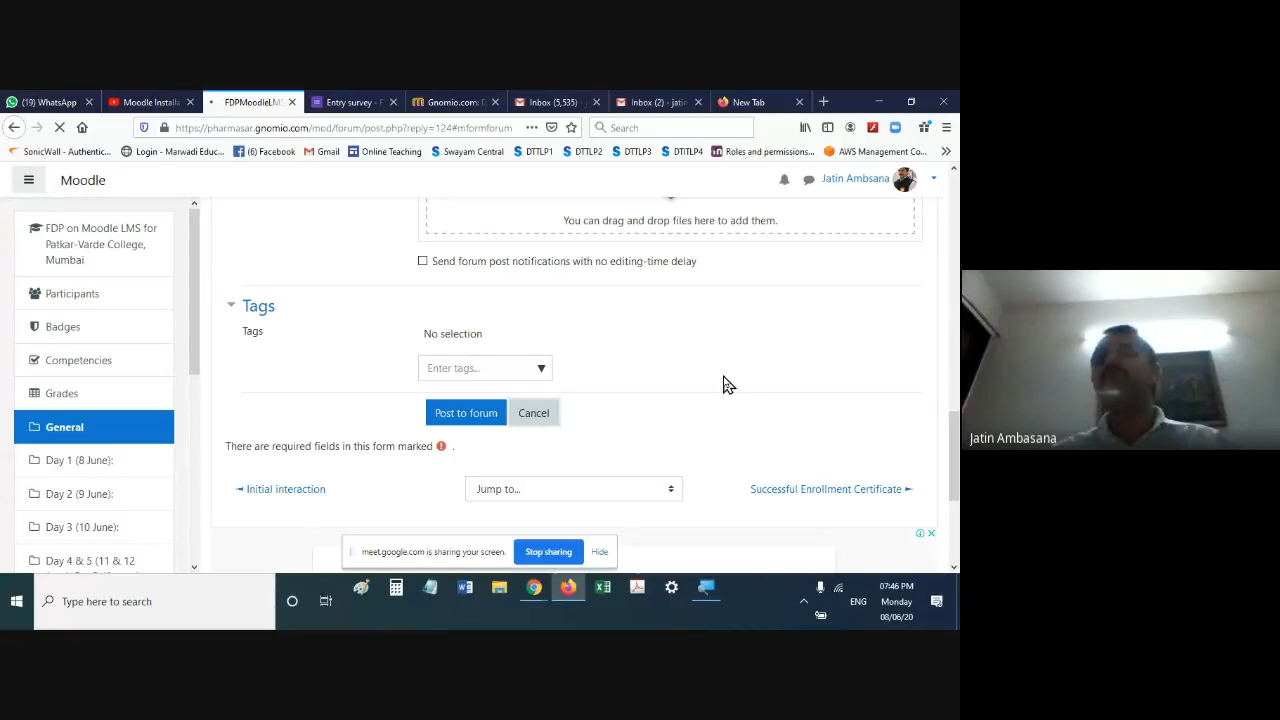 (19) WhatsApp
Moodle Installa
FDPMoodleLMS
Entry survey - F
Gnomio.com: D
Inbox (5,535) - j
Inbox (2) - jatin
New Tab
https://pharmasar.gnomio.com/mod/forum/post.php?reply=124#mformforum
Search
SonicWall - Authentic...
Login - Marwadi Educ...
(6) Facebook
Gmail
Online Teaching
Swayam Central
DTTLP1
DTTLP2
DTTLP3
DTITLP4
Roles and permissions...
AWS Management Co...
Moodle
Jatin Ambsana
FDP on Moodle LMS for
Patkar-Varde College,
Mumbai
Participants
Badges
Competencies
Grades
General
Day 1 (8 June):
Day 2 (9 June):
Day 3 (10 June):
Day 4 & 5 (11 & 12
You can drag and drop files here to add them.
Send forum post notifications with no editing-time delay
Tags
Tags
No selection
Enter tags...
Post to forum
Cancel
There are required fields in this form marked .
Initial interaction
Jump to...
Successful Enrollment Certificate
meet.google.com is sharing your screen.
Stop sharing
Hide
Type here to search
ENG
07:46 PM
Monday
08/06/20
Jatin Ambasana